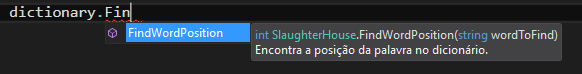 dictionary.Fin
FindWordPosition
int SlaughterHouse.FindWordPosition(string wordToFind)
Encontra a posição da palavra no dicionário.